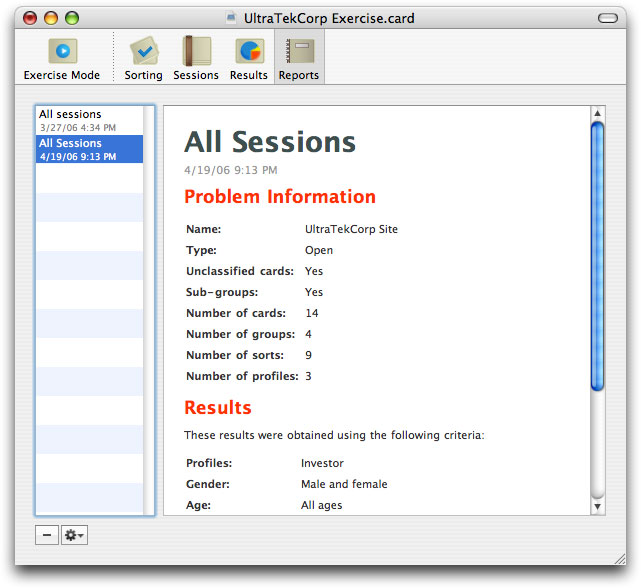 UltraTekCorp Exercise.card
Exercise Mode Sorting Sessions Results Reports
All sessions
3/27/06 4:34 PM
All Sessions
4/19/06 9:13 PM
All Sessions
4/19/06 9:13 PM
Problem Information
Name: UltraTekCorp Site
Type: Open
Unclassified cards: Yes
Sub-groups: Yes
Number of cards: 14
Number of groups: 4
Number of sorts: 9
Number of profiles: 3
Results
These results were obtained using the following criteria:
Profiles: Investor
Gender: Male and female
Age: All ages